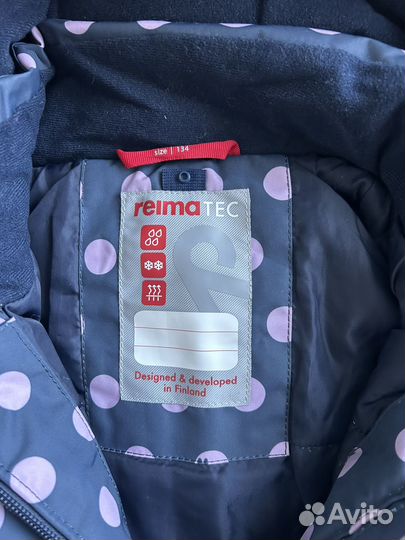 size | 134
reimaTEC
Designed & developed
in Finland
Avito